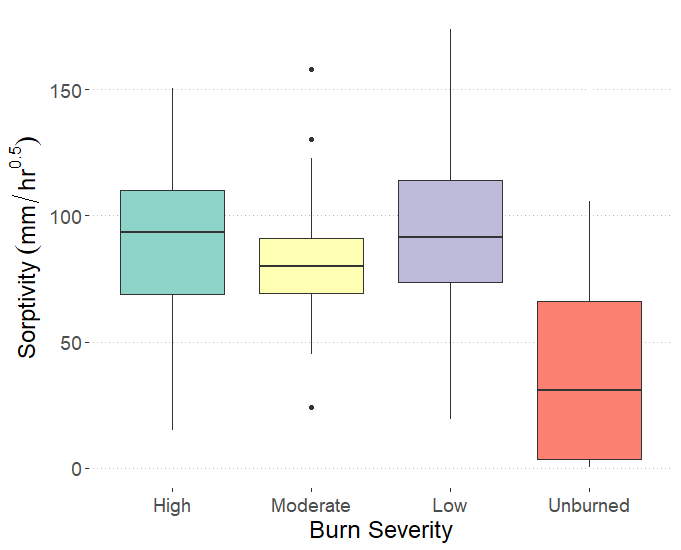 Sorptivity (mm/hr^0.5)
150
100
50
0
High Moderate Low Unburned
Burn Severity